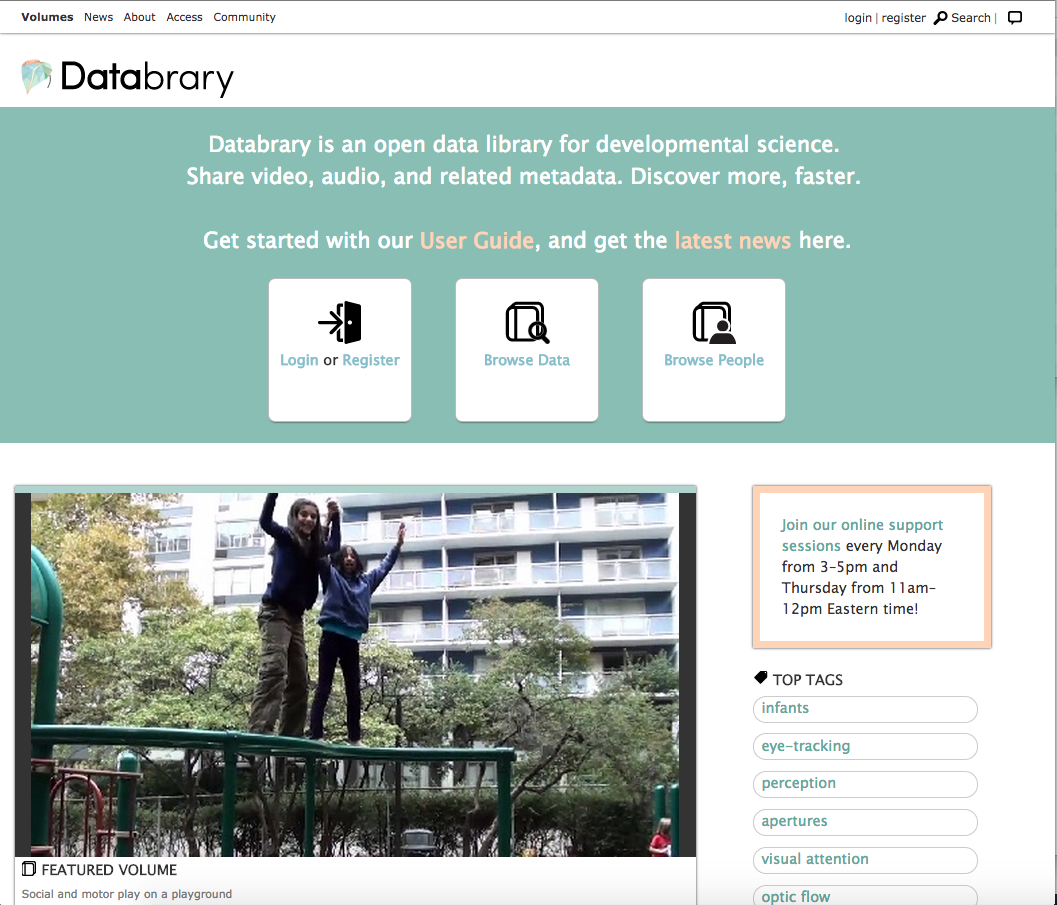 Volumes News About Access Community
login | register Search |
Databrary
Databrary is an open data library for developmental science.
Share video, audio, and related metadata. Discover more, faster.
Get started with our User Guide, and get the latest news here.
Login or Register
Browse Data
Browse People
Join our online support
sessions every Monday
from 3-5pm and
Thursday from 11am-
12pm Eastern time!
TOP TAGS
infants
eye-tracking
perception
apertures
visual attention
optic flow
FEATURED VOLUME
Social and motor play on a playground